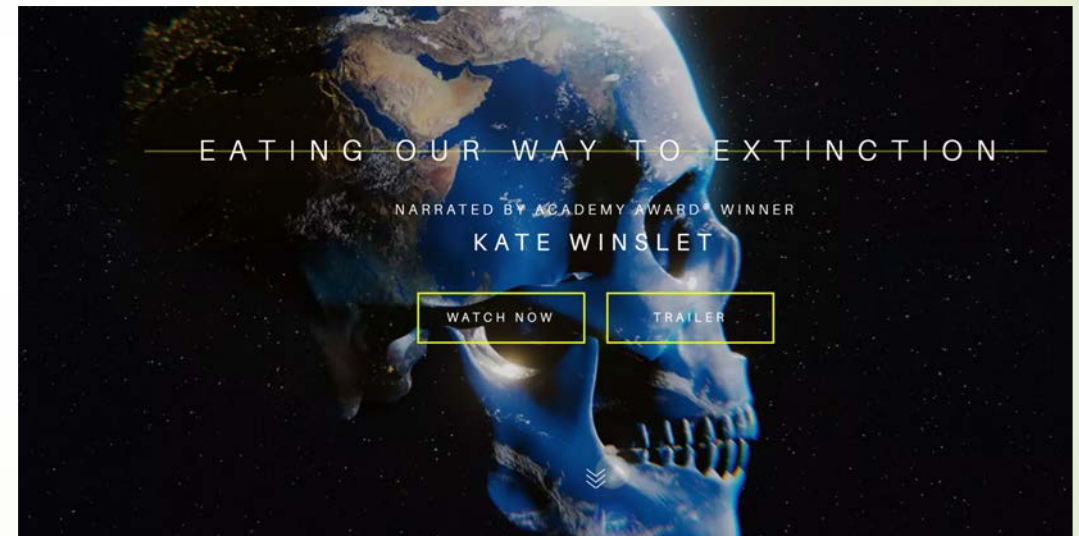 EATING OUR WAY TO EXTINCTION
NARRATED BY ACADEMY AWARD® WINNER
KATE WINSLET
WATCH NOW
TRAILER